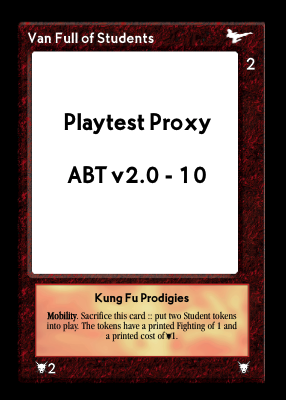 Van Full of Students
2
Playtest Proxy
ABT v2.0 - 10
Kung Fu Prodigies
Mobility. Sacrifice this card :: put two Student tokens
into play. The tokens have a printed Fighting of 1 and
a printed cost of 1.
2